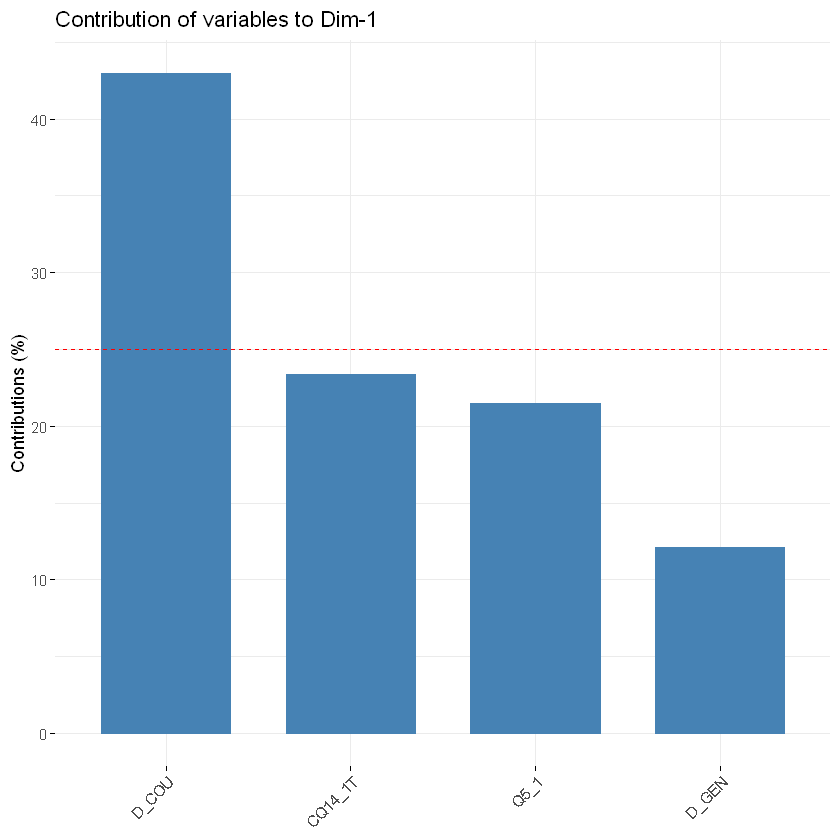 Contribution of variables to Dim-1
Contributions (%)
40
30
20
10
0
D_COU
CQ14_1T
Q5_1
D_GEN